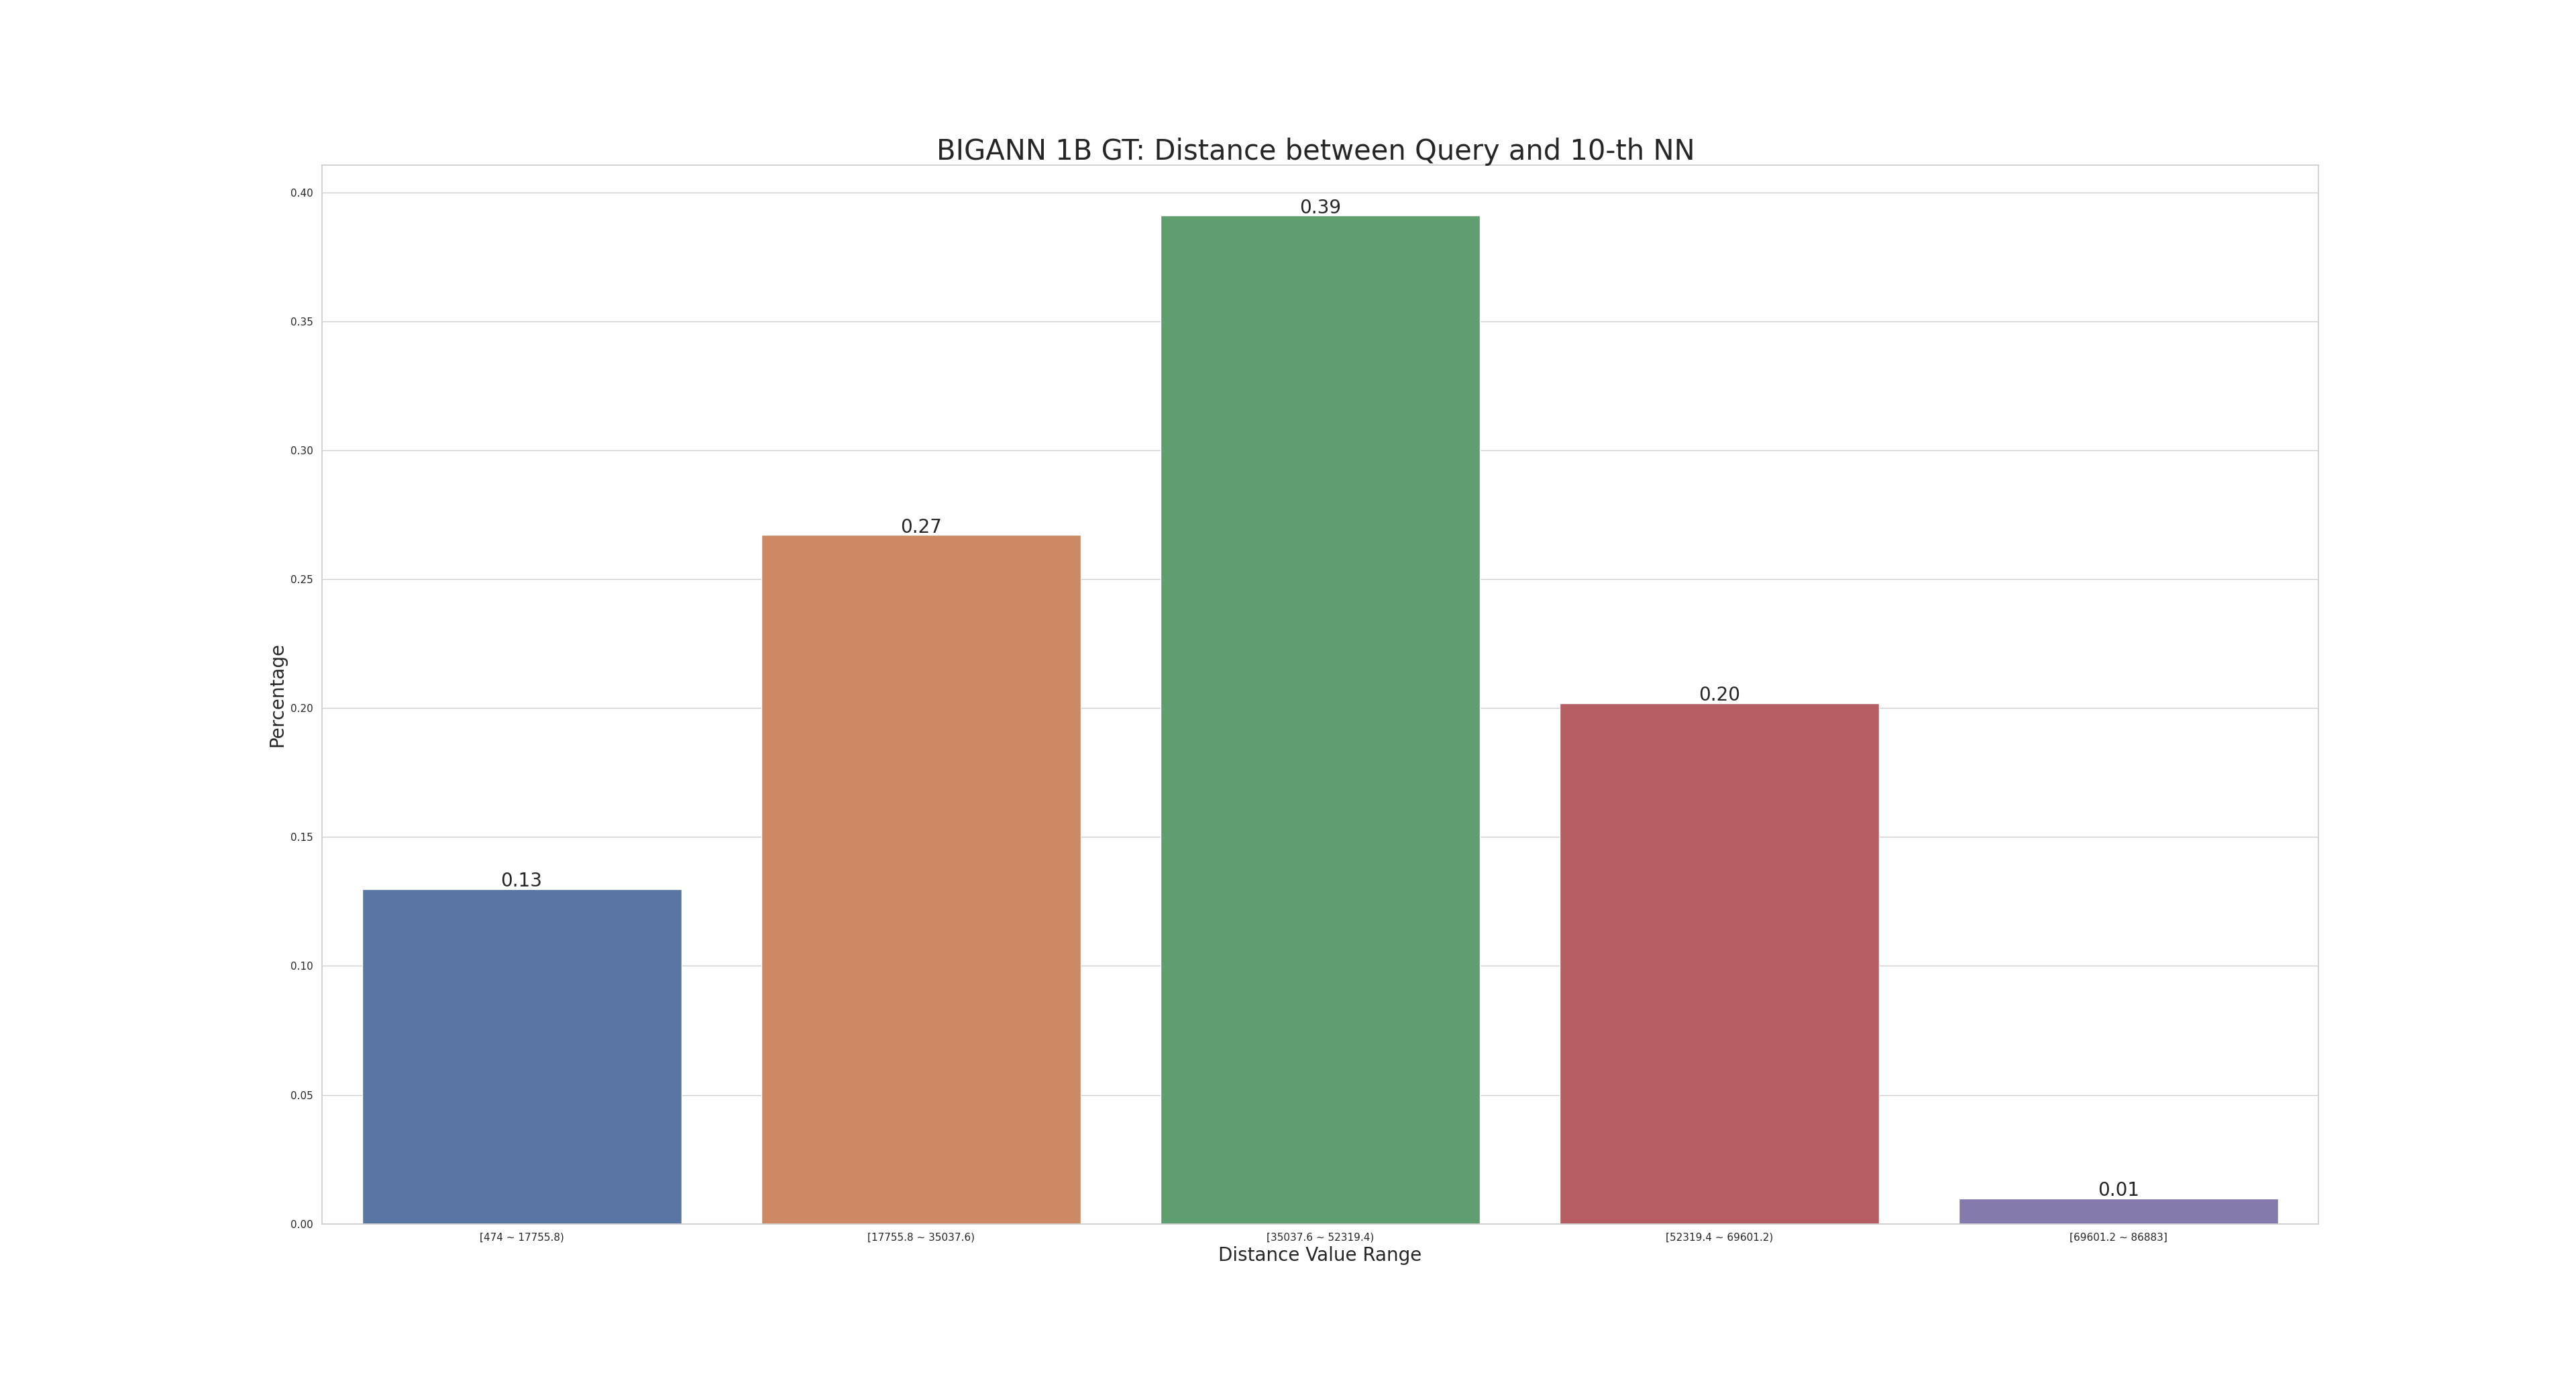 BIGANN 1B GT: Distance between Query and 10-th NN
0.40
0.35
0.30
0.25
0.20
0.15
0.10
0.05
0.00
Percentage
0.13
0.27
0.39
0.20
0.01
[474 ~ 17755.8)
[17755.8 ~ 35037.6)
[35037.6 ~ 52319.4)
[52319.4 ~ 69601.2)
[69601.2 ~ 86883]
Distance Value Range